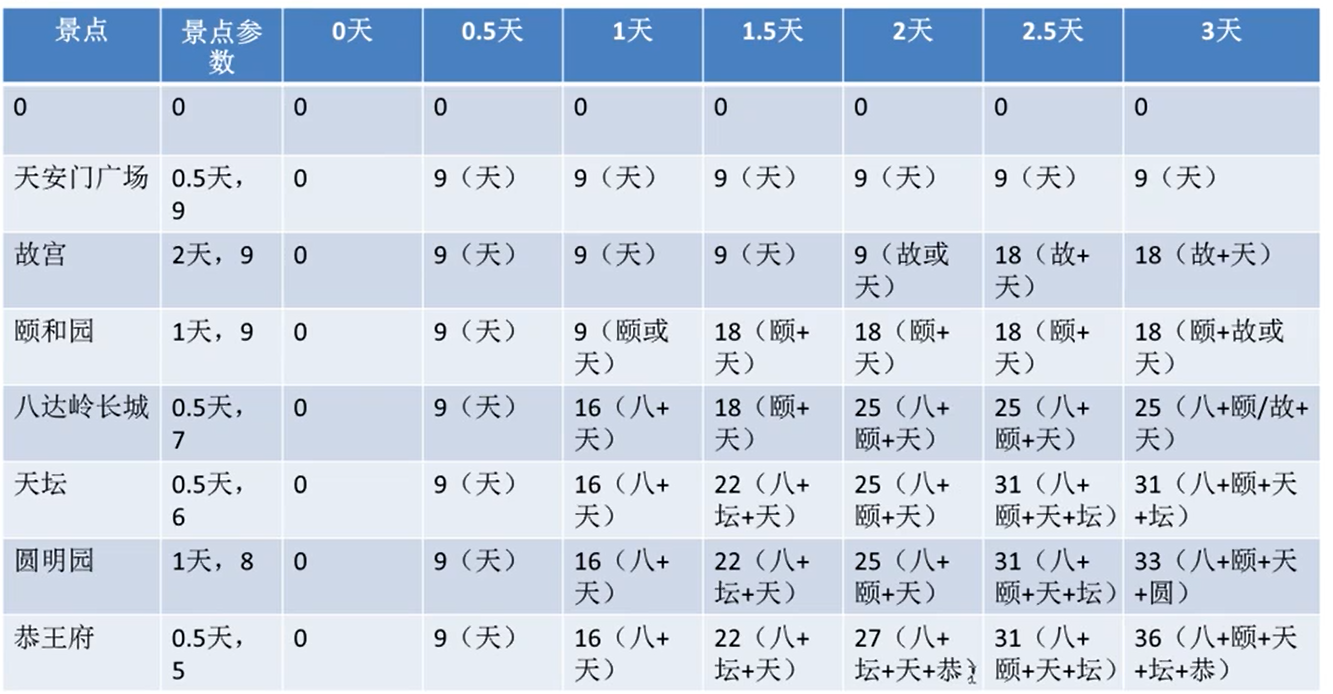 景点 景点参数 0天 0.5天 1天 1.5天 2天 2.5天 3天
0 0 0 0 0 0 0 0 0
天安门广场 0.5天，9 0 9（天） 9（天） 9（天） 9（天） 9（天） 9（天）
故宫 2天，9 0 9（天） 9（天） 9（天） 9（故或天） 18（故+天） 18（故+天）
颐和园 1天，9 0 9（天） 9（颐或天） 18（颐+天） 18（颐+天） 18（颐+天） 18（颐+故或天）
八达岭长城 0.5天，7 0 9（天） 16（八+天） 18（颐+天） 25（八+颐+天） 25（八+颐+天） 25（八+颐/故+天）
天坛 0.5天，6 0 9（天） 16（八+天） 22（八+坛+天） 25（八+颐+天） 31（八+颐+天+坛） 31（八+颐+天+坛）
圆明园 1天，8 0 9（天） 16（八+天） 22（八+坛+天） 25（八+颐+天） 31（八+颐+天+坛） 33（八+颐+天+圆）
恭王府 0.5天，5 0 9（天） 16（八+天） 22（八+坛+天） 27（八+坛+天+恭） 31（八+颐+天+坛） 36（八+颐+天+坛+恭）